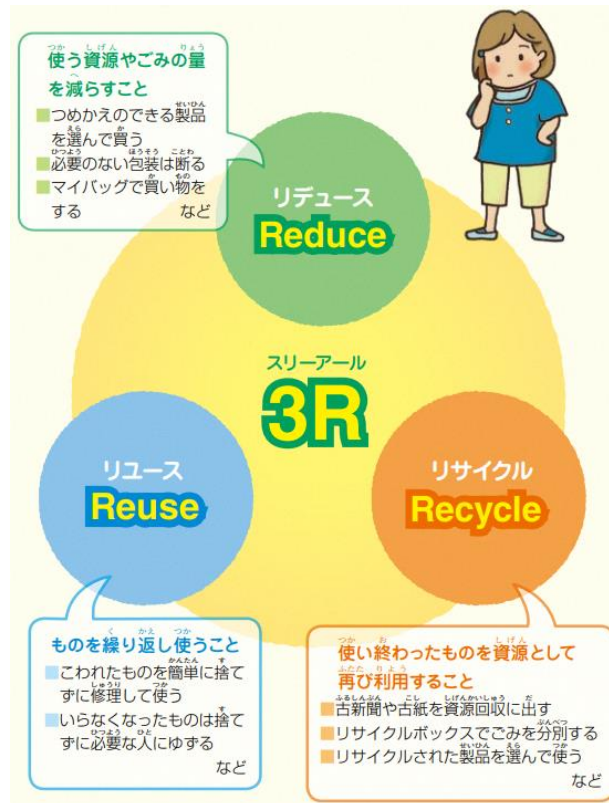 使う資源やごみの量
を減らすこと
■つめかえのできる製品
を選んで買う
■必要のない包装は断る
■マイバッグで買い物を
する など
リデュース
Reduce
スリーアール
3R
リユース
Reuse
リサイクル
Recycle
ものを繰り返し使うこと
■こわれたものを簡単に捨て
ずに修理して使う
■いらなくなったものは捨て
ずに必要な人にゆずる
など
使い終わったものを資源として
再び利用すること
■古新聞や古紙を資源回収に出す
■リサイクルボックスでごみを分別する
■リサイクルされた製品を選んで使う
など